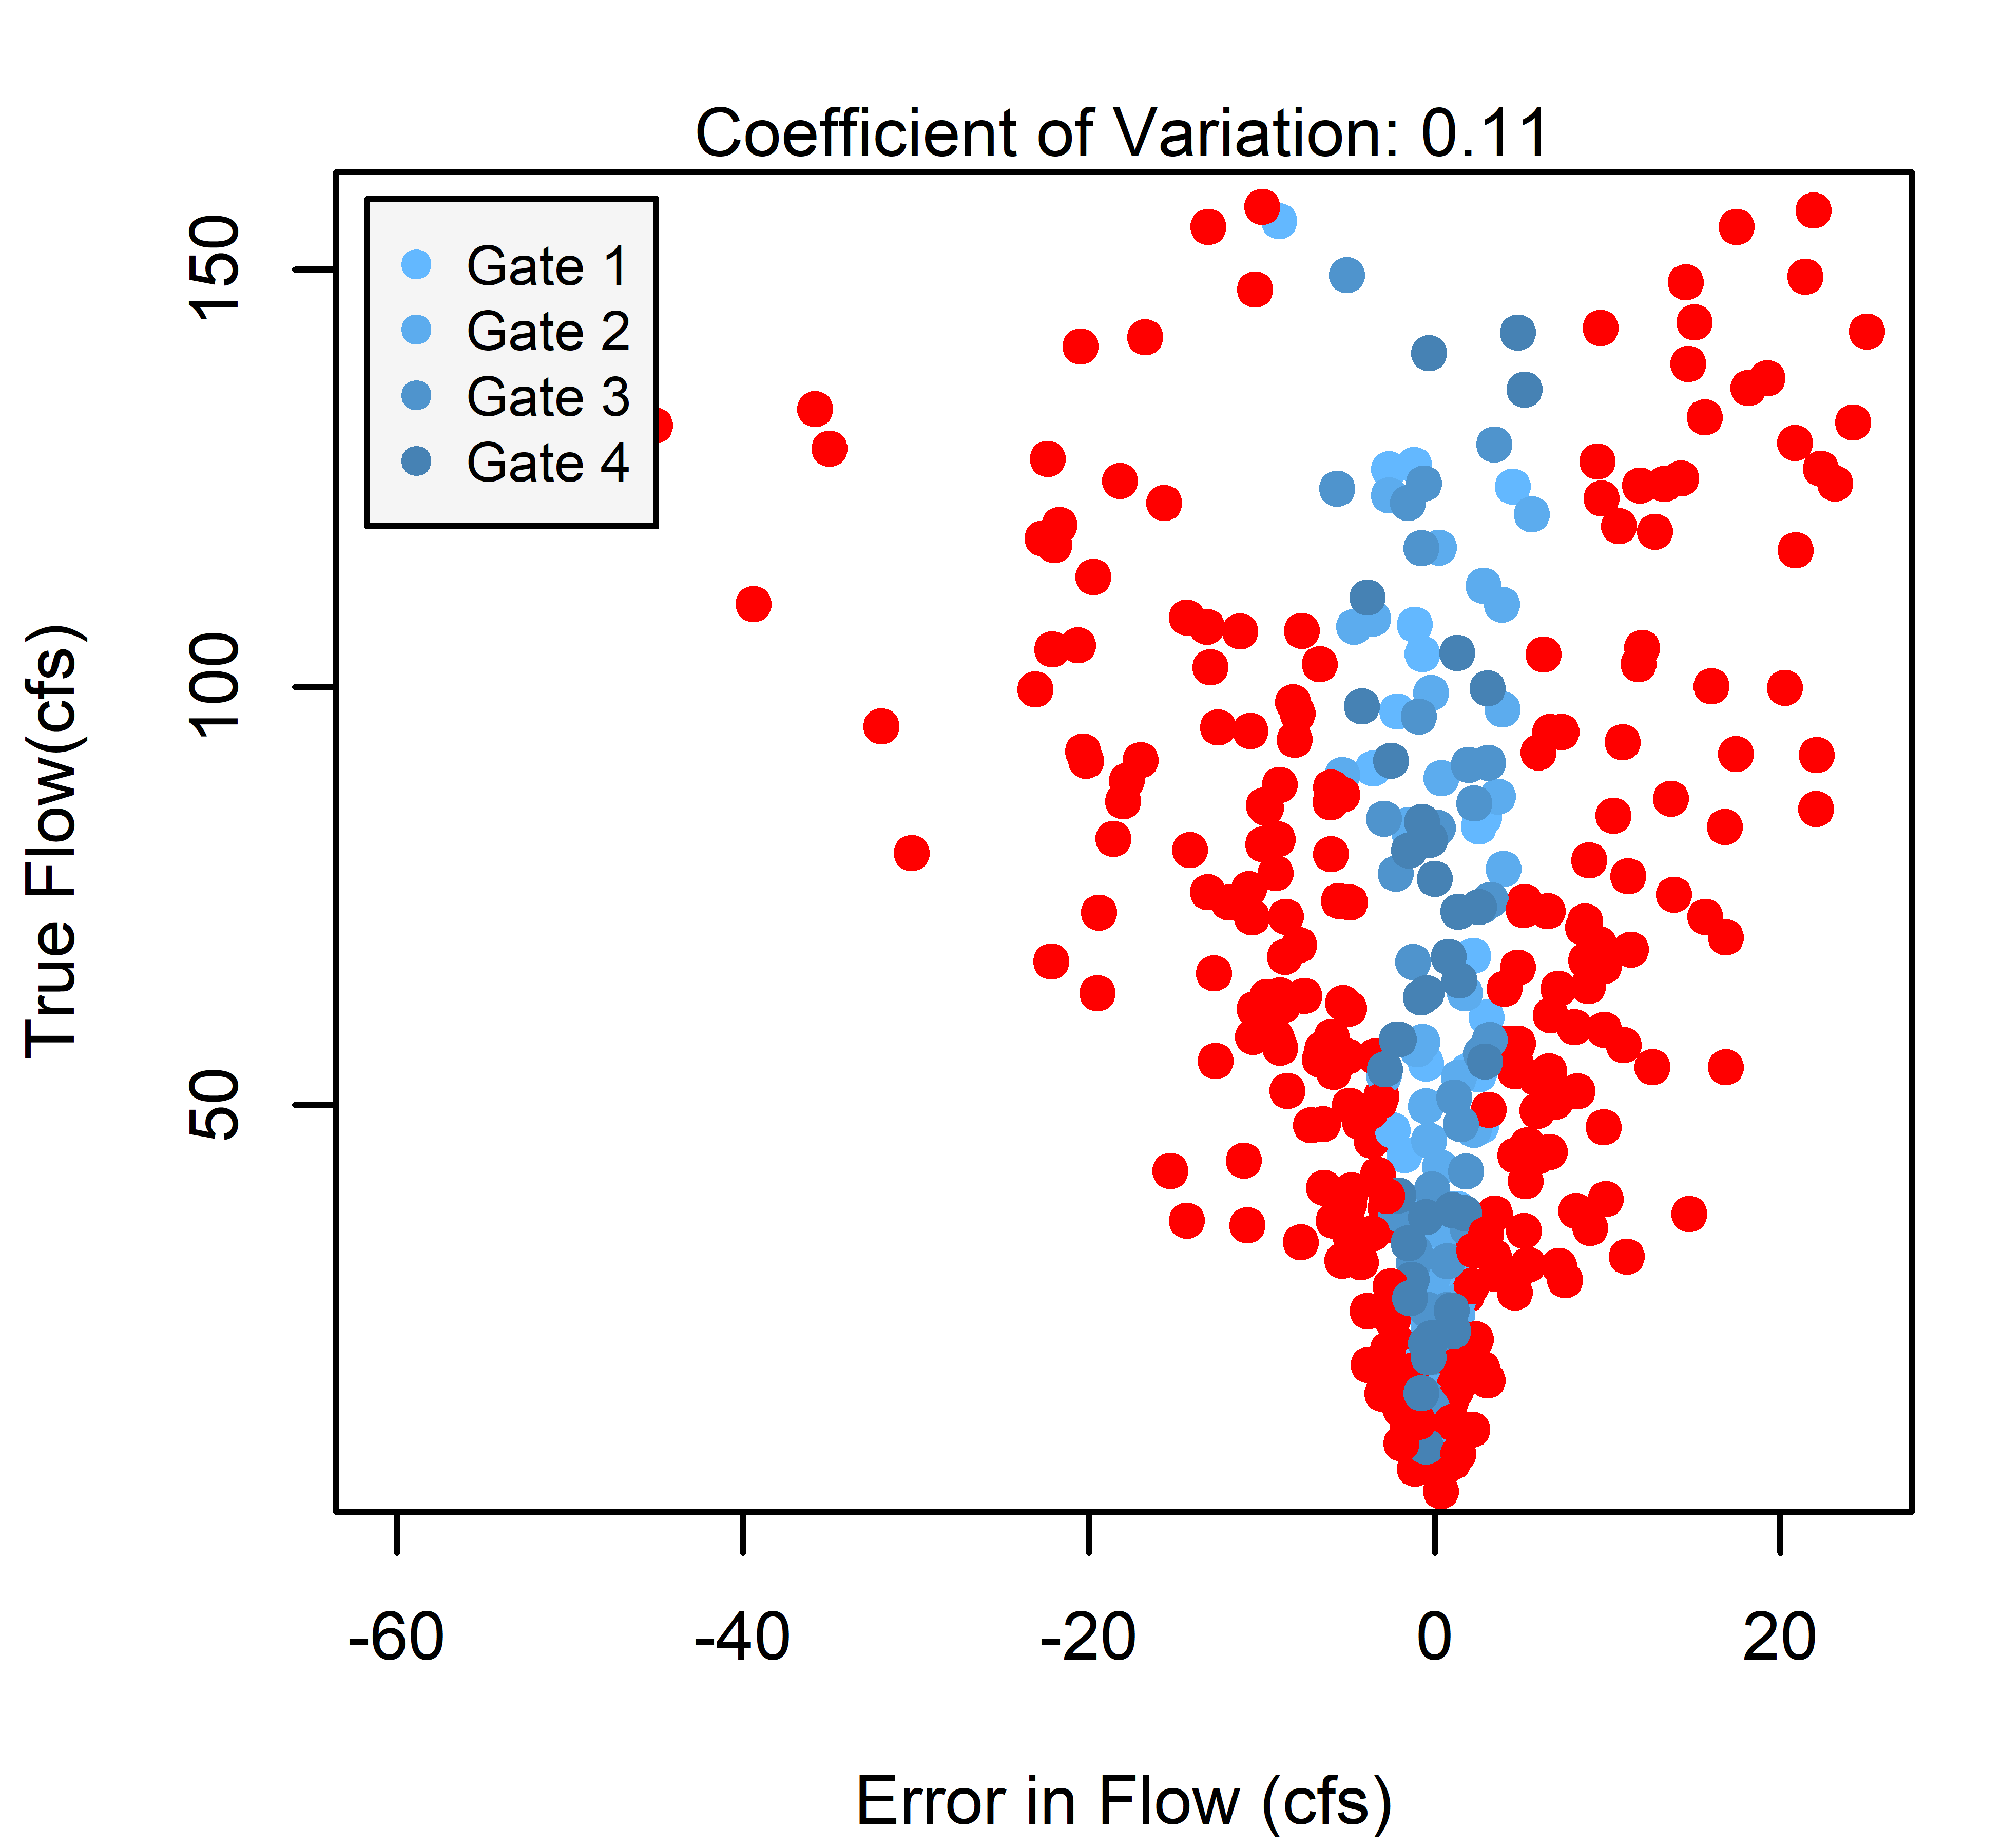 Coefficient of Variation: 0.11
Gate 1
Gate 2
Gate 3
Gate 4
150
100
50
True Flow(cfs)
-60 -40 -20 0 20
Error in Flow (cfs)